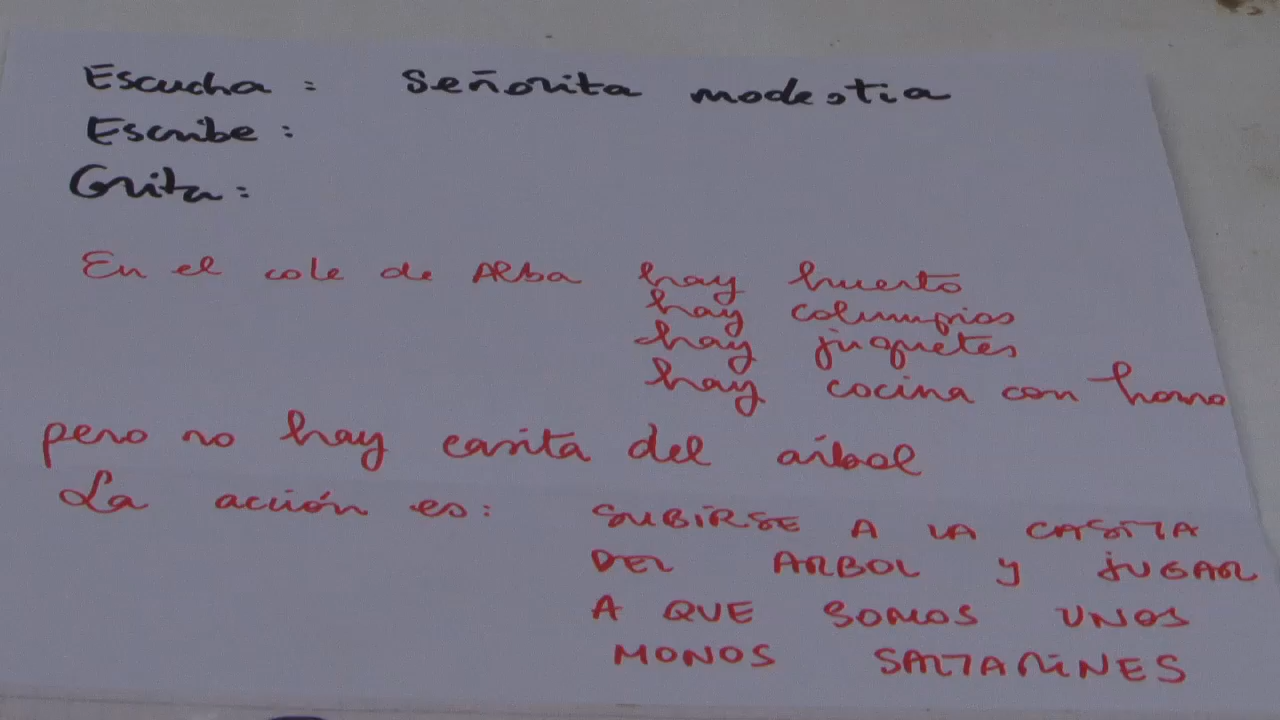 Escucha : Señorita modestia
Escribe :
Grita :
En el cole de ALba hay huerto
hay columpios
hay juguetes
hay cocina con horno
pero no hay casita del árbol
La acción es : SUBIRSE A LA CASITA
DEL ARBOL y JUGAR
A QUE SOMOS UNOS
MONOS SALTARINES